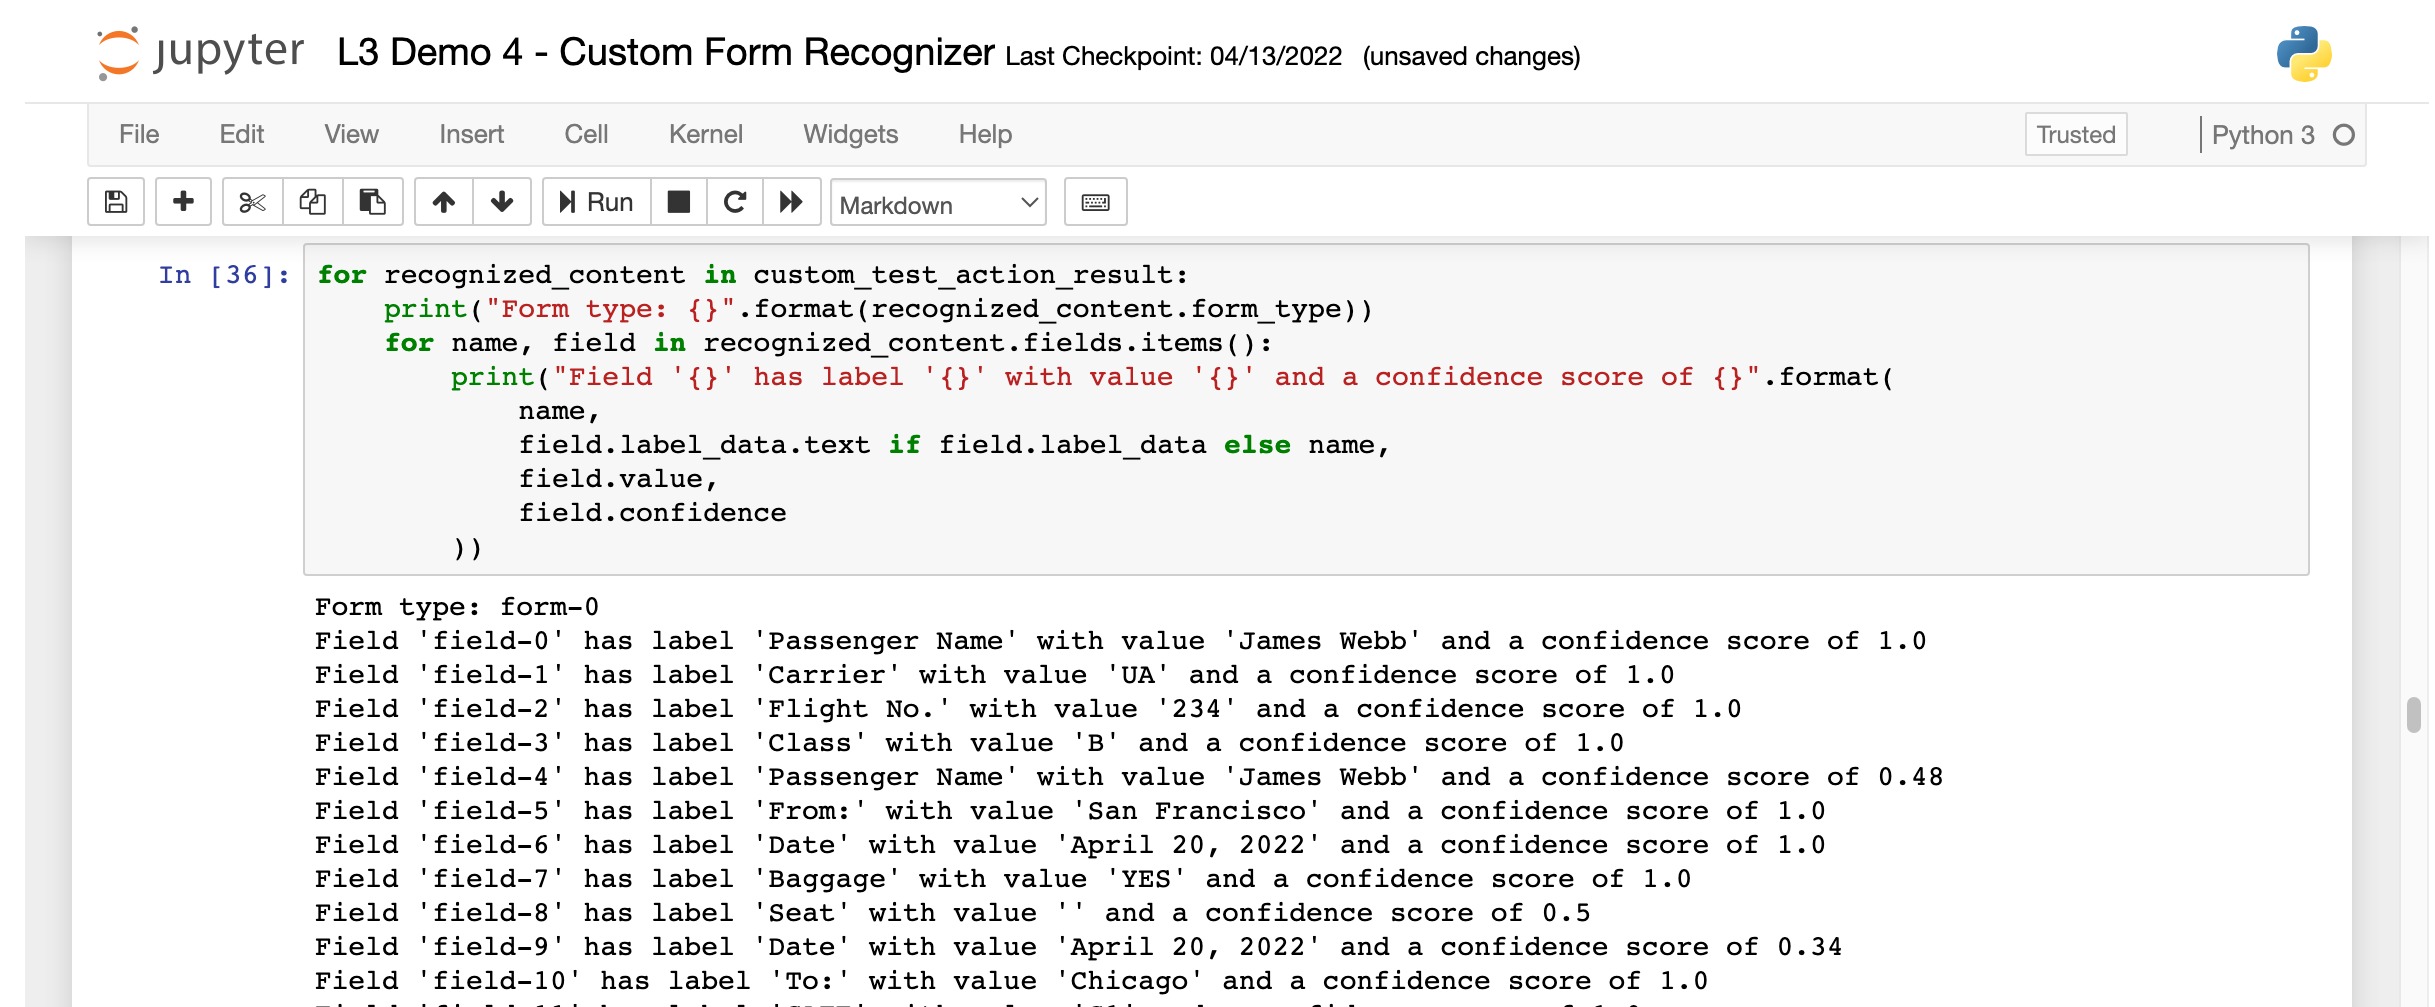 jupyter L3 Demo 4 - Custom Form Recognizer Last Checkpoint: 04/13/2022 (unsaved changes)
File Edit View Insert Cell Kernel Widgets Help Trusted Python 3
Run Markdown
In [36]: for recognized_content in custom_test_action_result:
    print("Form type: {}".format(recognized_content.form_type))
    for name, field in recognized_content.fields.items():
        print("Field '{}' has label '{}' with value '{}' and a confidence score of {}".format(
            name,
            field.label_data.text if field.label_data else name,
            field.value,
            field.confidence
        ))
Form type: form-0
Field 'field-0' has label 'Passenger Name' with value 'James Webb' and a confidence score of 1.0
Field 'field-1' has label 'Carrier' with value 'UA' and a confidence score of 1.0
Field 'field-2' has label 'Flight No.' with value '234' and a confidence score of 1.0
Field 'field-3' has label 'Class' with value 'B' and a confidence score of 1.0
Field 'field-4' has label 'Passenger Name' with value 'James Webb' and a confidence score of 0.48
Field 'field-5' has label 'From:' with value 'San Francisco' and a confidence score of 1.0
Field 'field-6' has label 'Date' with value 'April 20, 2022' and a confidence score of 1.0
Field 'field-7' has label 'Baggage' with value 'YES' and a confidence score of 1.0
Field 'field-8' has label 'Seat' with value '' and a confidence score of 0.5
Field 'field-9' has label 'Date' with value 'April 20, 2022' and a confidence score of 0.34
Field 'field-10' has label 'To:' with value 'Chicago' and a confidence score of 1.0